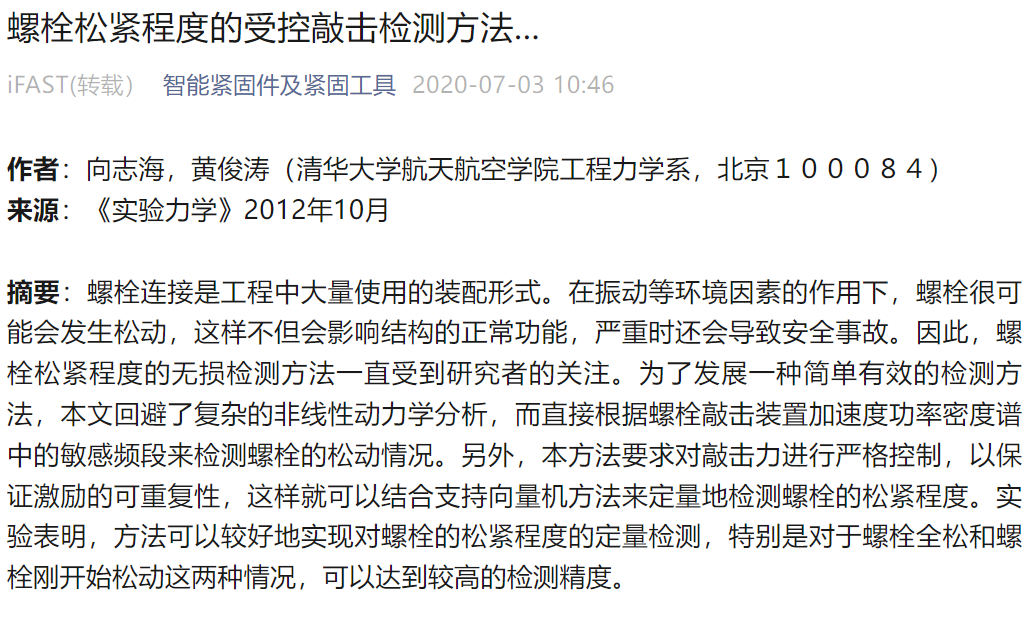 螺栓松紧程度的受控敲击检测方法...
iFAST(转载） 智能紧固件及紧固工具 2020-07-03 10:46
作者：向志海，黄俊涛（清华大学航天航空学院工程力学系，北京１０００８４）
来源：《实验力学》2012年10月
摘要：螺栓连接是工程中大量使用的装配形式。在振动等环境因素的作用下，螺栓很可
能会发生松动，这样不但会影响结构的正常功能，严重时还会导致安全事故。因此，螺
栓松紧程度的无损检测方法一直受到研究者的关注。为了发展一种简单有效的检测方
法，本文回避了复杂的非线性动力学分析，而直接根据螺栓敲击装置加速度功率密度谱
中的敏感频段来检测螺栓的松动情况。另外，本方法要求对敲击力进行严格控制，以保
证激励的可重复性，这样就可以结合支持向量机方法来定量地检测螺栓的松紧程度。实
验表明，方法可以较好地实现对螺栓的松紧程度的定量检测，特别是对于螺栓全松和螺
栓刚开始松动这两种情况，可以达到较高的检测精度。